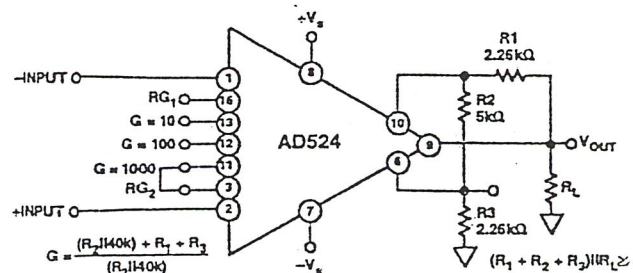 +Vs
R1
2.26kΩ
–INPUT
1
8
RG1
16
R2
5kΩ
G = 10
13
10
G = 100
12
AD524
9
VOUT
G = 1000
11
6
RG2
3
RL
+INPUT
2
7
R3
2.26kΩ
G = (R2||40k) + R1 + R3
(R2||40k)
–Vs
(R1 + R2 + R3)||RL ≥